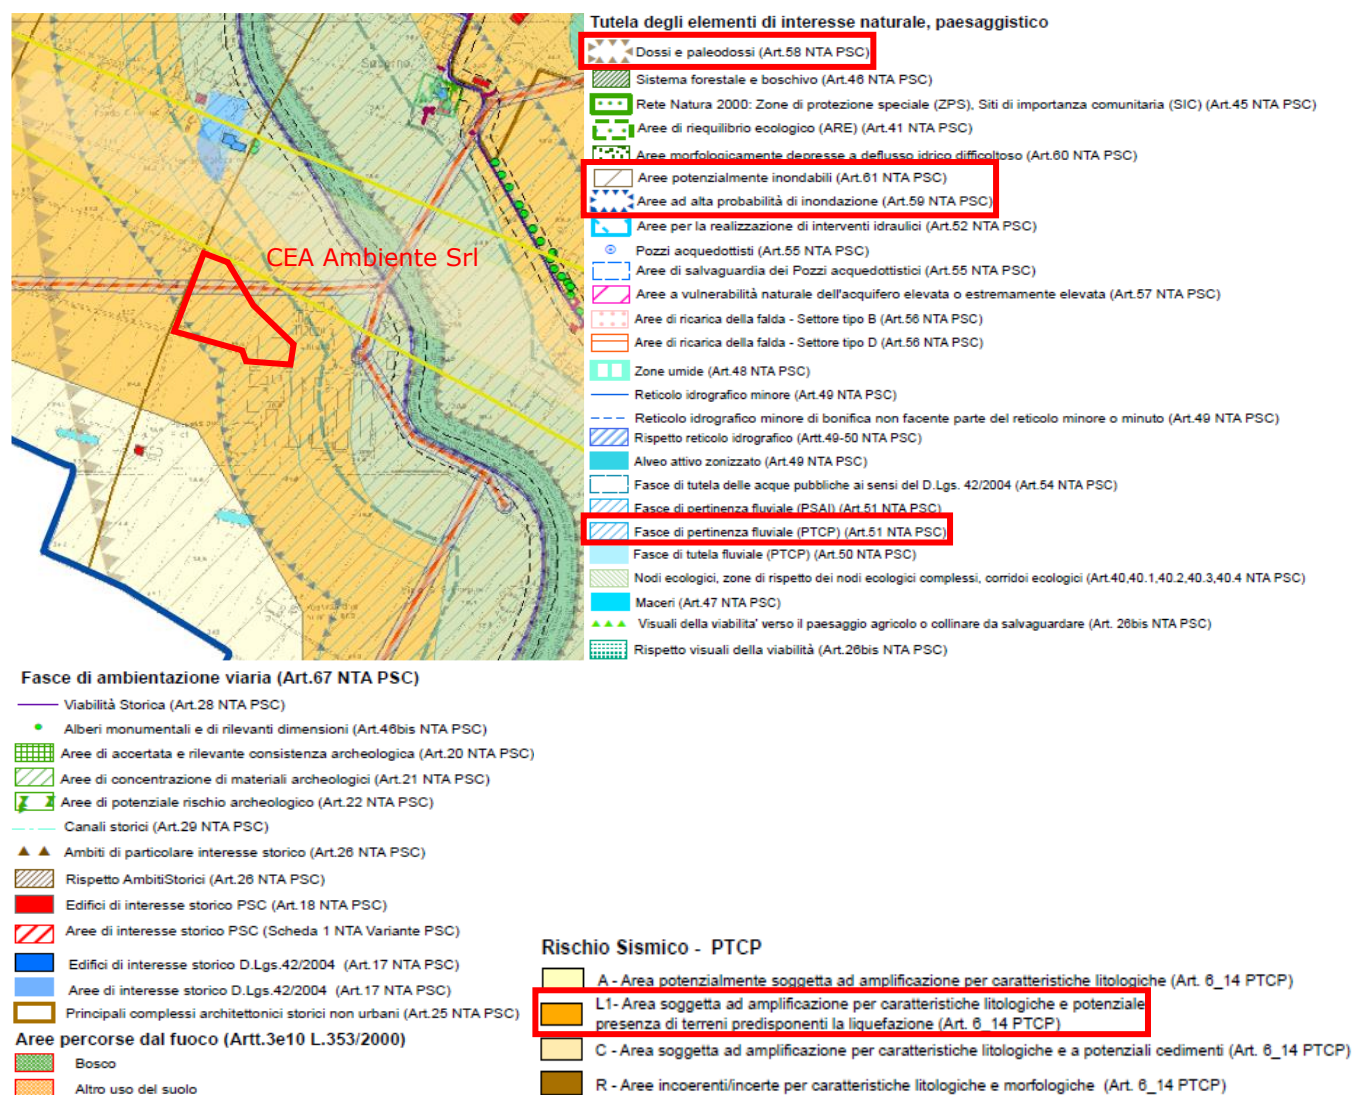 Tutela degli elementi di interesse naturale, paesaggistico
Dossi e paleodossi (Art.58 NTA PSC)
Sistema forestale e boschivo (Art.46 NTA PSC)
Rete Natura 2000: Zone di protezione speciale (ZPS), Siti di importanza comunitaria (SIC) (Art.45 NTA PSC)
Aree di riequilibrio ecologico (ARE) (Art.41 NTA PSC)
Aree morfologicamente depresse a deflusso idrico difficoltoso (Art.60 NTA PSC)
Aree potenzialmente inondabili (Art.61 NTA PSC)
Aree ad alta probabilità di inondazione (Art.59 NTA PSC)
Aree per la realizzazione di interventi idraulici (Art.52 NTA PSC)
Pozzi acquedottisti (Art.55 NTA PSC)
Aree di salvaguardia dei Pozzi acquedottistici (Art.55 NTA PSC)
Aree a vulnerabilità naturale dell'acquifero elevata o estremamente elevata (Art.57 NTA PSC)
Aree di ricarica della falda - Settore tipo B (Art.56 NTA PSC)
Aree di ricarica della falda - Settore tipo D (Art.56 NTA PSC)
Zone umide (Art.48 NTA PSC)
Reticolo idrografico minore (Art.49 NTA PSC)
Reticolo idrografico minore di bonifica non facente parte del reticolo minore o minuto (Art.49 NTA PSC)
Rispetto reticolo idrografico (Artt.49-50 NTA PSC)
Alveo attivo zonizzato (Art.49 NTA PSC)
Fasce di tutela delle acque pubbliche ai sensi del D.Lgs. 42/2004 (Art.54 NTA PSC)
Fasce di pertinenza fluviale (PSAI) (Art.51 NTA PSC)
Fasce di pertinenza fluviale (PTCP) (Art.51 NTA PSC)
Fasce di tutela fluviale (PTCP) (Art.50 NTA PSC)
Nodi ecologici, zone di rispetto dei nodi ecologici complessi, corridoi ecologici (Art.40,40.1,40.2,40.3,40.4 NTA PSC)
Maceri (Art.47 NTA PSC)
Visuali della viabilita' verso il paesaggio agricolo o collinare da salvaguardare (Art. 26bis NTA PSC)
Rispetto visuali della viabilità (Art.26bis NTA PSC)
CEA Ambiente Srl
Fasce di ambientazione viaria (Art.67 NTA PSC)
Viabilità Storica (Art.28 NTA PSC)
Alberi monumentali e di rilevanti dimensioni (Art.46bis NTA PSC)
Aree di accertata e rilevante consistenza archeologica (Art.20 NTA PSC)
Aree di concentrazione di materiali archeologici (Art.21 NTA PSC)
Aree di potenziale rischio archeologico (Art.22 NTA PSC)
Canali storici (Art.29 NTA PSC)
Ambiti di particolare interesse storico (Art.26 NTA PSC)
Rispetto AmbitiStorici (Art.26 NTA PSC)
Edifici di interesse storico PSC (Art.18 NTA PSC)
Aree di interesse storico PSC (Scheda 1 NTA Variante PSC)
Edifici di interesse storico D.Lgs.42/2004 (Art.17 NTA PSC)
Aree di interesse storico D.Lgs.42/2004 (Art.17 NTA PSC)
Principali complessi architettonici storici non urbani (Art.25 NTA PSC)
Aree percorse dal fuoco (Artt.3e10 L.353/2000)
Bosco
Altro uso del suolo
Rischio Sismico - PTCP
A - Area potenzialmente soggetta ad amplificazione per caratteristiche litologiche (Art. 6_14 PTCP)
L1- Area soggetta ad amplificazione per caratteristiche litologiche e potenziale
presenza di terreni predisponenti la liquefazione (Art. 6_14 PTCP)
C - Area soggetta ad amplificazione per caratteristiche litologiche e a potenziali cedimenti (Art. 6_14 PTCP)
R - Aree incoerenti/incerte per caratteristiche litologiche e morfologiche (Art. 6_14 PTCP)